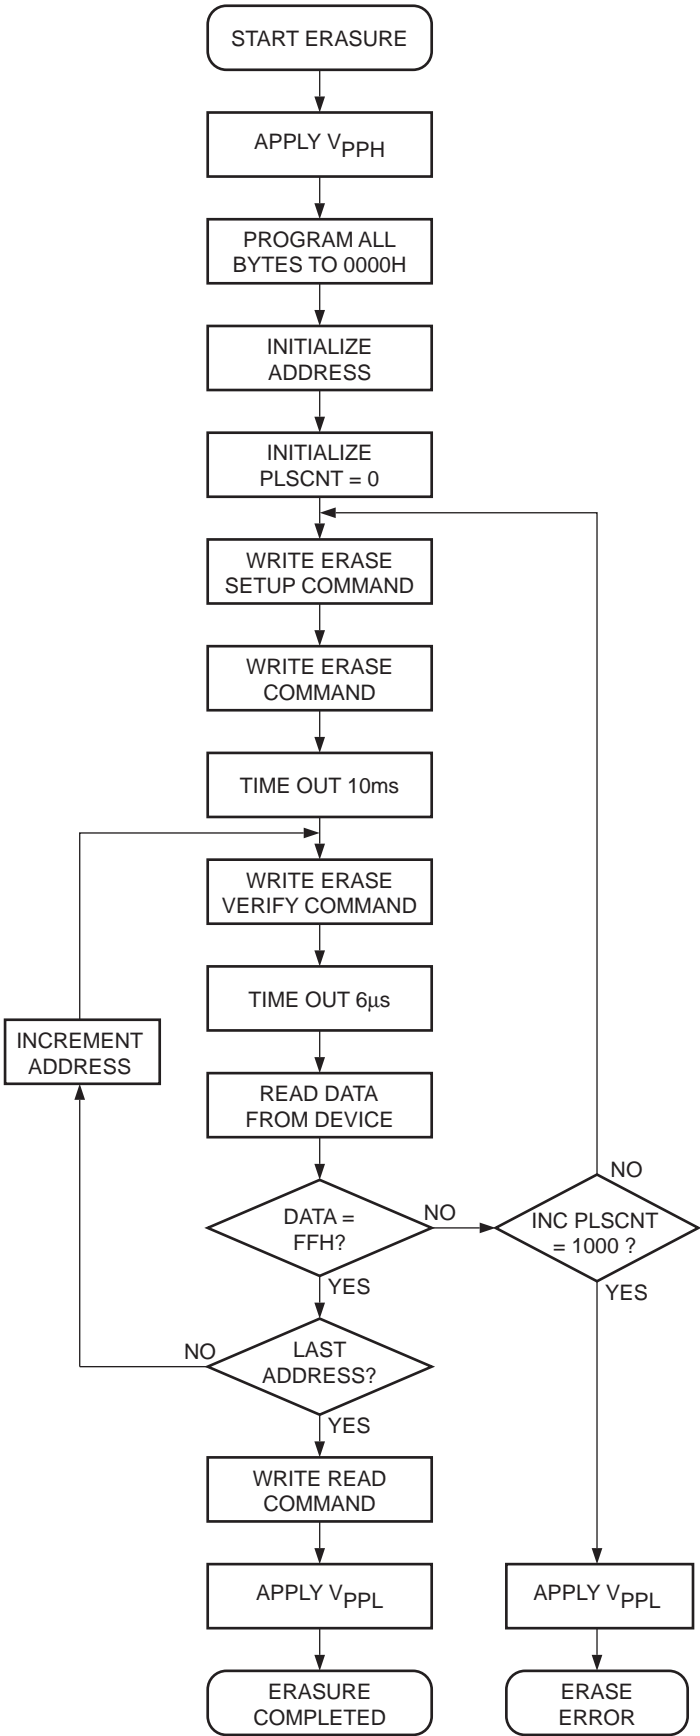 START ERASURE
APPLY VPPH
PROGRAM ALL
BYTES TO 0000H
INITIALIZE
ADDRESS
INITIALIZE
PLSCNT = 0
WRITE ERASE
SETUP COMMAND
WRITE ERASE
COMMAND
TIME OUT 10ms
WRITE ERASE
VERIFY COMMAND
TIME OUT 6μs
INCREMENT
ADDRESS
READ DATA
FROM DEVICE
DATA =
FFH?
NO
INC PLSCNT
= 1000 ?
NO
YES
YES
LAST
ADDRESS?
NO
YES
WRITE READ
COMMAND
APPLY VPPL
APPLY VPPL
ERASURE
COMPLETED
ERASE
ERROR